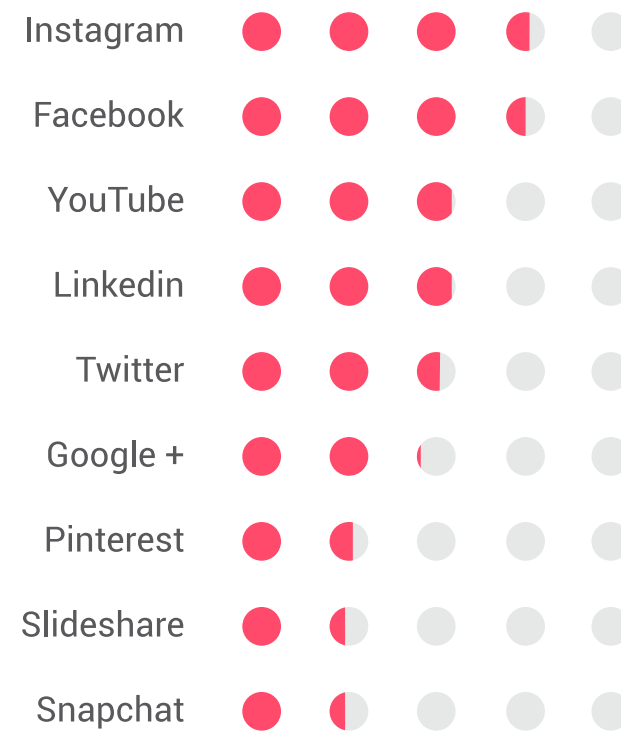 Instagram
Facebook
YouTube
Linkedin
Twitter
Google +
Pinterest
Slideshare
Snapchat